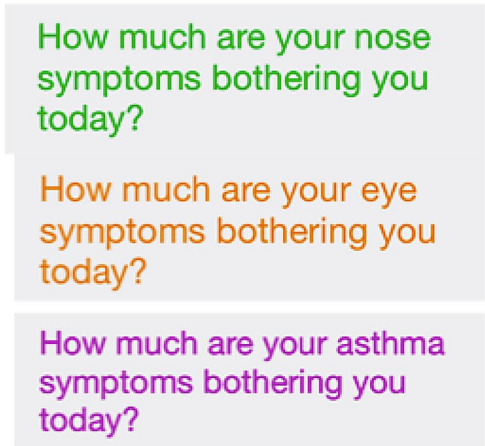 How much are your nose
symptoms bothering you
today?
How much are your eye
symptoms bothering you
today?
How much are your asthma
symptoms bothering you
today?